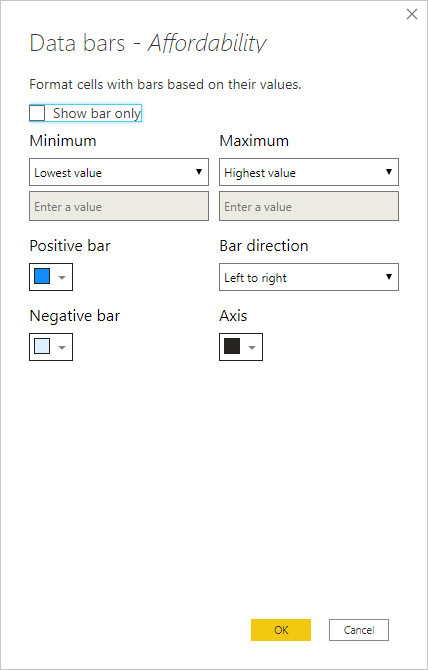 Data bars - Affordability
Format cells with bars based on their values.
Show bar only
Minimum
Maximum
Lowest value
Highest value
Enter a value
Enter a value
Positive bar
Bar direction
Left to right
Negative bar
Axis
OK
Cancel